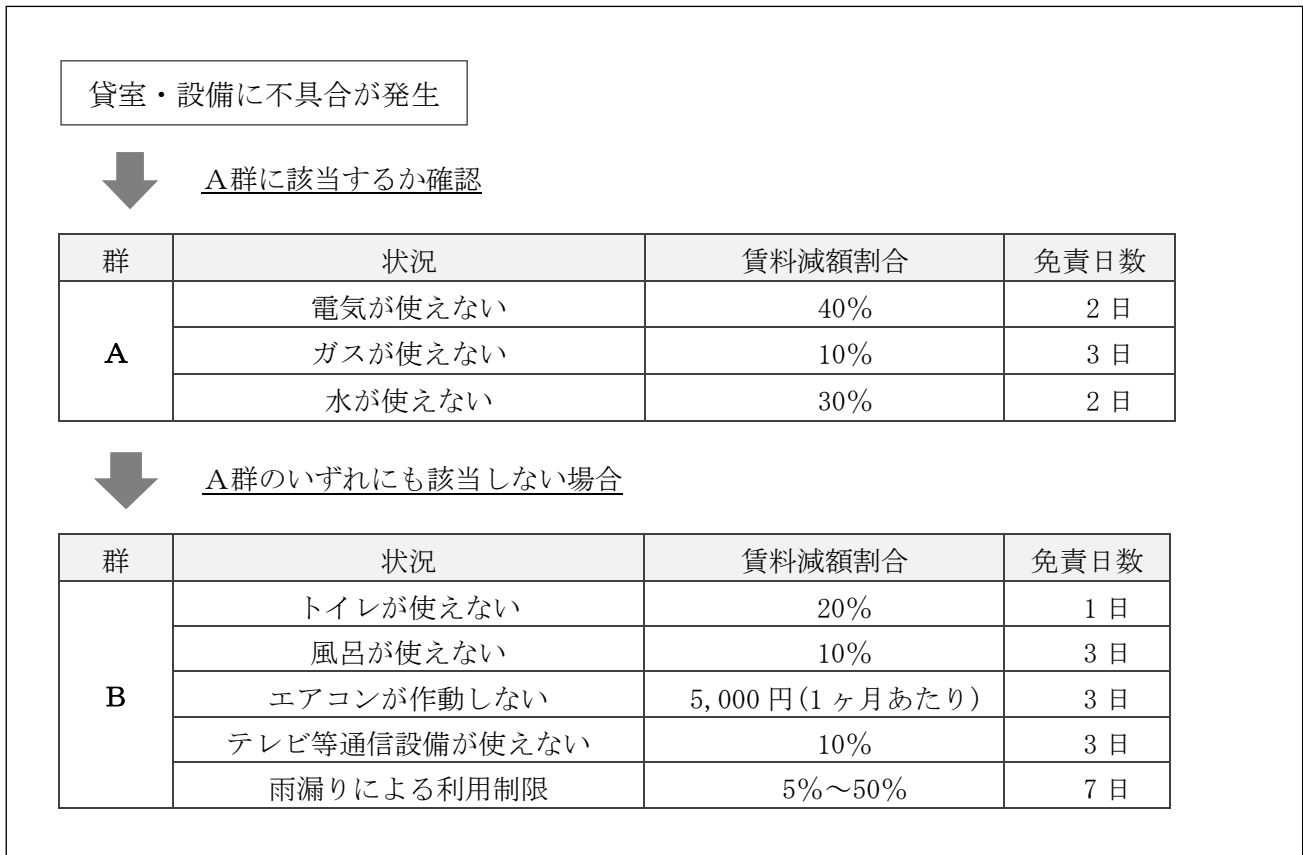 貸室・設備に不具合が発生
A群に該当するか確認
群 状況 賃料減額割合 免責日数
A
電気が使えない 40% 2日
ガスが使えない 10% 3日
水が使えない 30% 2日
A群のいずれにも該当しない場合
群 状況 賃料減額割合 免責日数
B
トイレが使えない 20% 1日
風呂が使えない 10% 3日
エアコンが作動しない 5,000円(1ヶ月あたり) 3日
テレビ等通信設備が使えない 10% 3日
雨漏りによる利用制限 5%～50% 7日